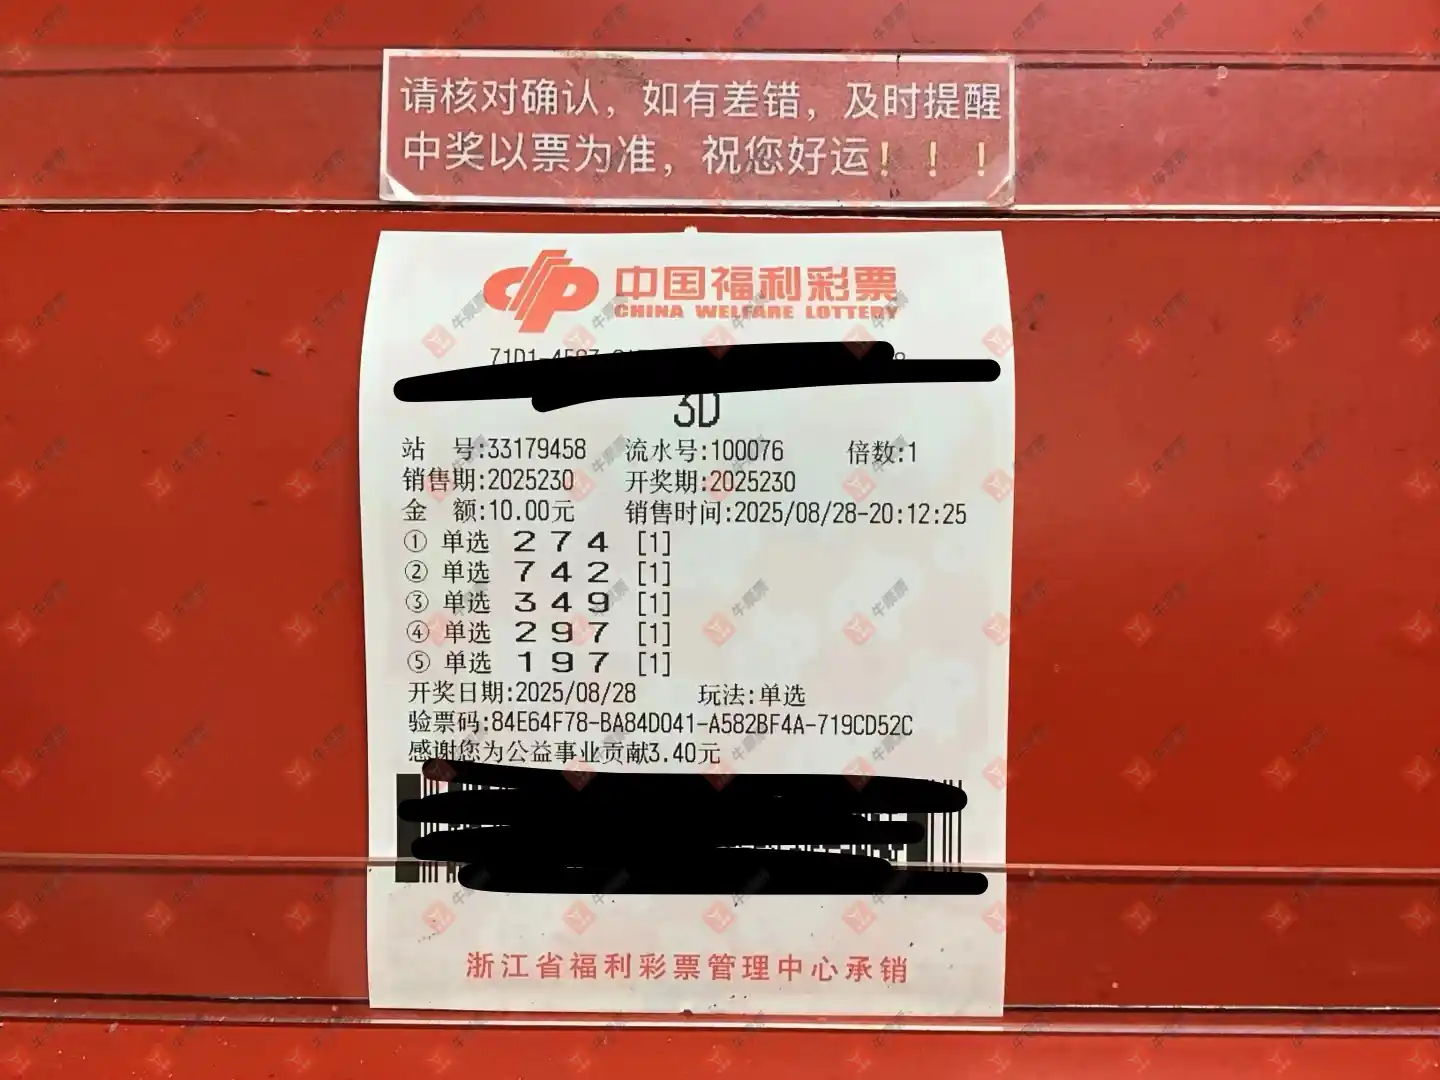 请核对确认，如有差错，及时提醒
中奖以票为准，祝您好运！！！
中国福利彩票
CHINA WELFARE LOTTERY
3D
站 号:33179458 流水号:100076 倍数:1
销售期:2025230 开奖期:2025230
金 额:10.00元 销售时间:2025/08/28-20:12:25
① 单选 2 7 4 [1]
② 单选 7 4 2 [1]
③ 单选 3 4 9 [1]
④ 单选 2 9 7 [1]
⑤ 单选 1 9 7 [1]
开奖日期:2025/08/28 玩法:单选
验票码:84E64F78-BA84D041-A582BF4A-719CD52C
感谢您为公益事业贡献3.40元
浙江省福利彩票管理中心承销
牛票票